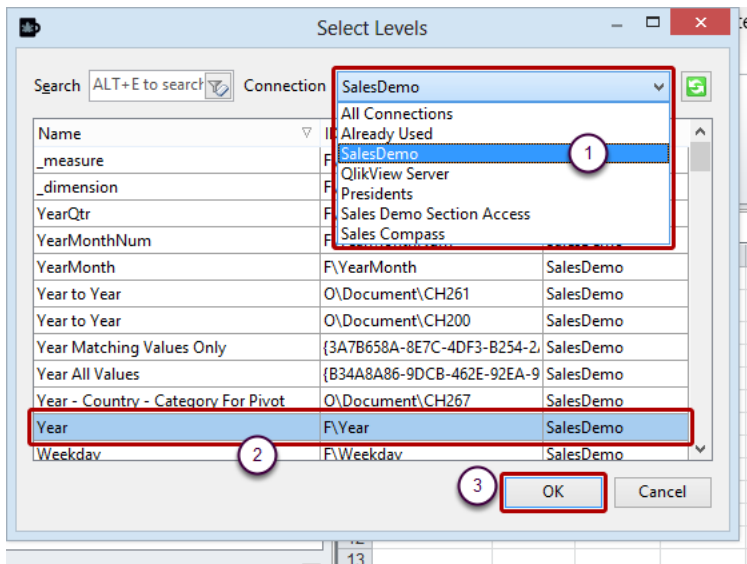 Select Levels
Search ALT+E to search Connection SalesDemo
All Connections
Already Used
SalesDemo
QlikView Server
Presidents
Sales Demo Section Access
Sales Compass
1
Name
_measure
_dimension
YearQtr
YearMonthNum
YearMonth F\YearMonth SalesDemo
Year to Year O\Document\CH261 SalesDemo
Year to Year O\Document\CH200 SalesDemo
Year Matching Values Only {3A7B658A-8E7C-4DF3-B254-2 SalesDemo
Year All Values {B34A8A86-9DCB-462E-92EA-9 SalesDemo
Year - Country - Category For Pivot O\Document\CH267 SalesDemo
Year F\Year SalesDemo
Weekday F\Weekday SalesDemo
2
3
OK Cancel
13